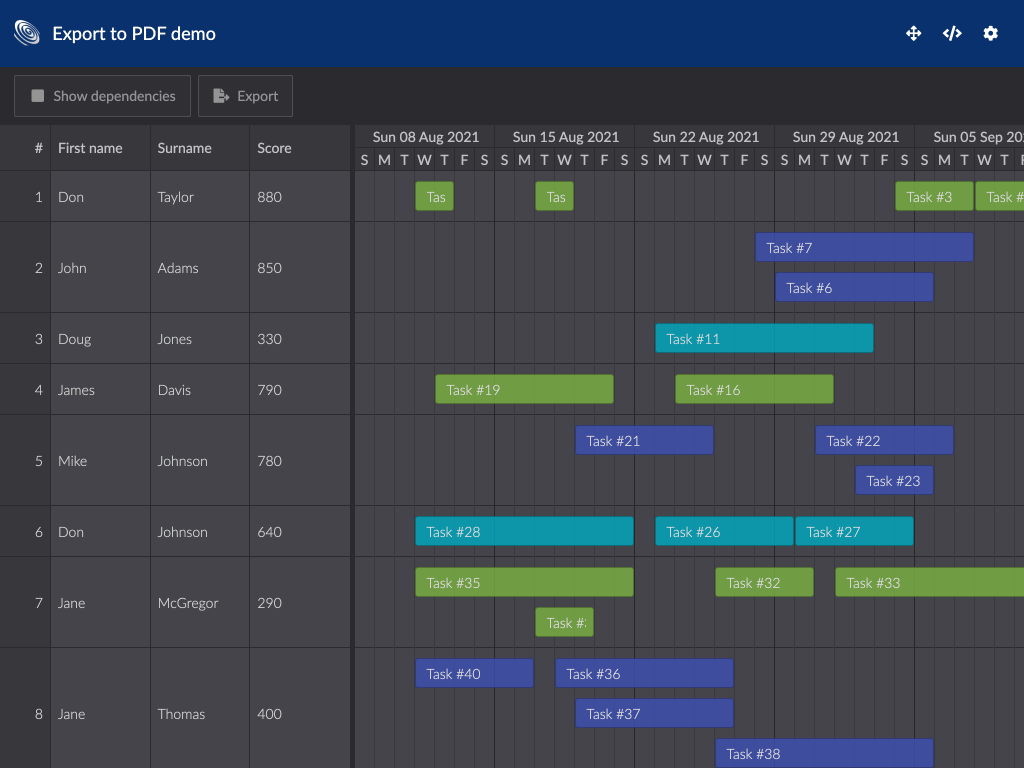 Export to PDF demo
Show dependencies Export
# First name Surname Score Sun 08 Aug 2021 Sun 15 Aug 2021 Sun 22 Aug 2021 Sun 29 Aug 2021 Sun 05 Sep
S M T W T F S S M T W T F S S M T W T F S S M T W T F S S M T W T F
1 Don Taylor 880 Tas Tas Task #3 Task #
2 John Adams 850 Task #7
Task #6
3 Doug Jones 330 Task #11
4 James Davis 790 Task #19 Task #16
5 Mike Johnson 780 Task #21 Task #22
Task #23
6 Don Johnson 640 Task #28 Task #26 Task #27
7 Jane McGregor 290 Task #35 Task #32 Task #33
Task #
8 Jane Thomas 400 Task #40 Task #36
Task #37
Task #38